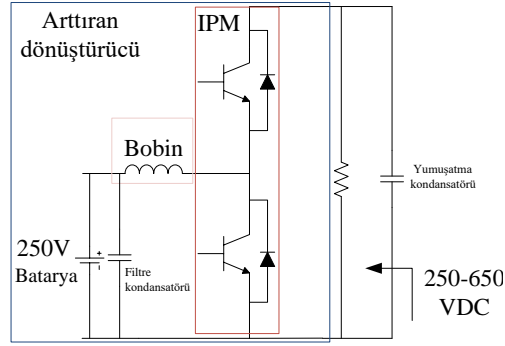 Arttıran
dönüştürücü
IPM
Bobin
Yumuşatma
kondansatörü
250V
Batarya
Filtre
kondansatörü
250-650
VDC